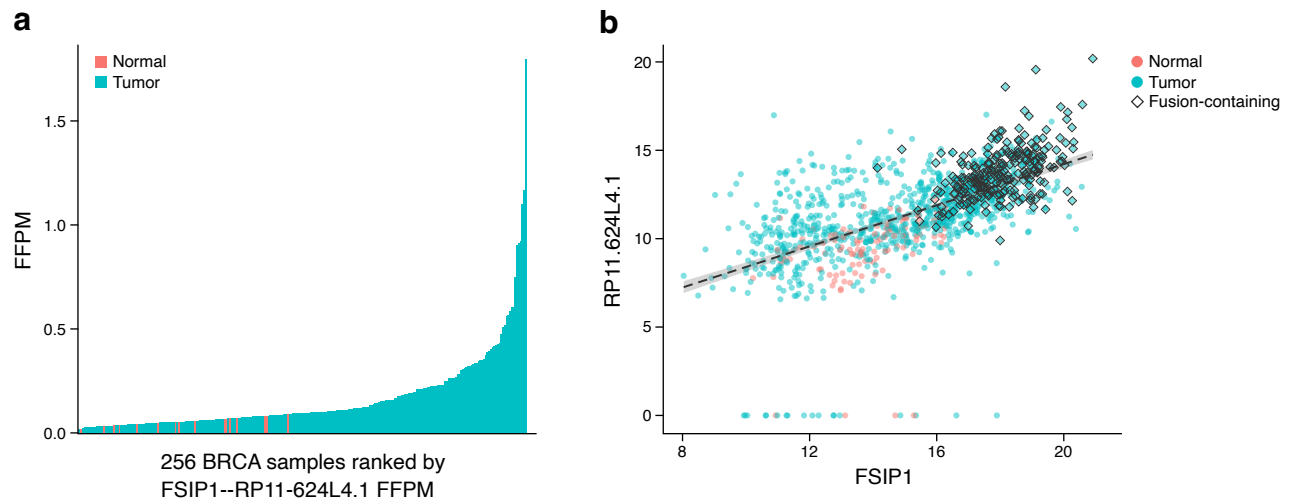 a
Normal
Tumor
FFPM
1.5
1.0
0.5
0.0
256 BRCA samples ranked by
FSIP1--RP11-624L4.1 FFPM
b
RP11.624L4.1
20
15
10
5
0
8
12
16
20
FSIP1
Normal
Tumor
Fusion-containing